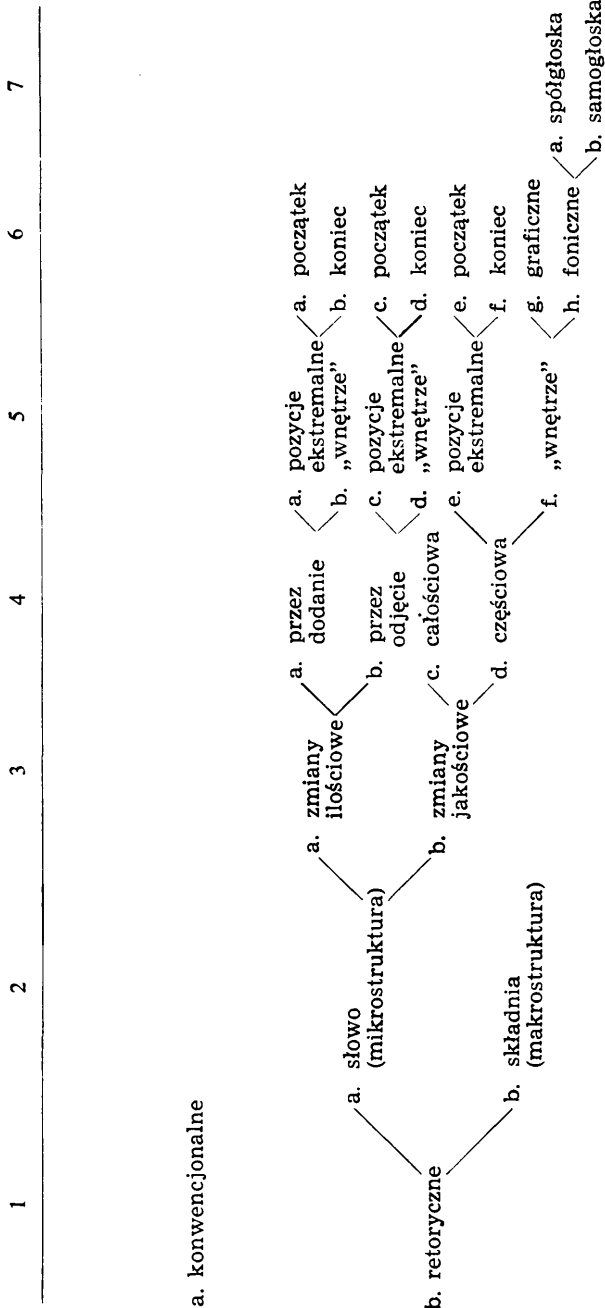 1 2 3 4 5 6 7
a. konwencjonalne
b. retoryczne
a. słowo
(mikrostruktura)
b. składnia
(makrostruktura)
a. zmiany
ilościowe
b. zmiany
jakościowe
a. przez
dodanie
b. przez
odjęcie
c. całościowa
d. częściowa
a. pozycje
ekstremalne
b. „wnętrze”
c. pozycje
ekstremalne
d. „wnętrze”
e. pozycje
ekstremalne
f. „wnętrze”
a. początek
b. koniec
c. początek
d. koniec
e. początek
f. koniec
g. graficzne
h. foniczne
a. spółgłoska
b. samogłoska